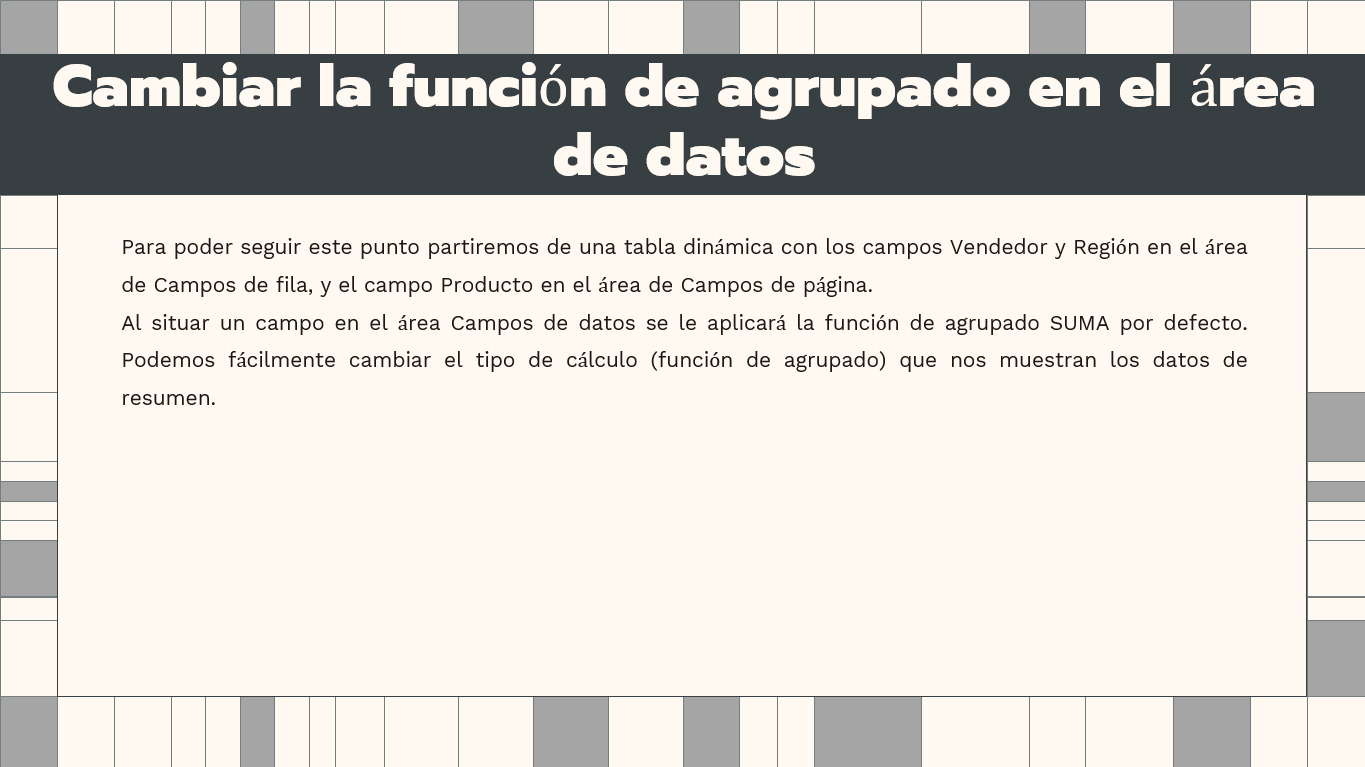 Cambiar la función de agrupado en el área
de datos
Para poder seguir este punto partiremos de una tabla dinámica con los campos Vendedor y Región en el área
de Campos de fila, y el campo Producto en el área de Campos de página.
Al situar un campo en el área Campos de datos se le aplicará la función de agrupado SUMA por defecto.
Podemos fácilmente cambiar el tipo de cálculo (función de agrupado) que nos muestran los datos de
resumen.